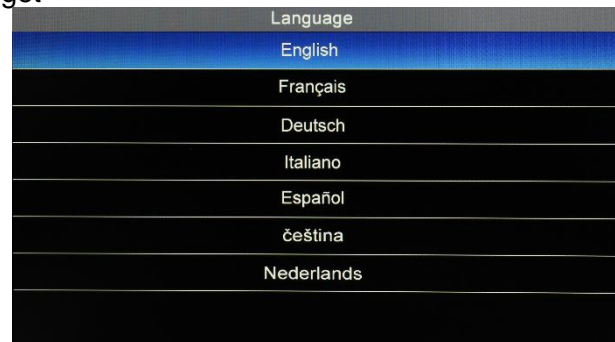 Language
English
Français
Deutsch
Italiano
Español
čeština
Nederlands